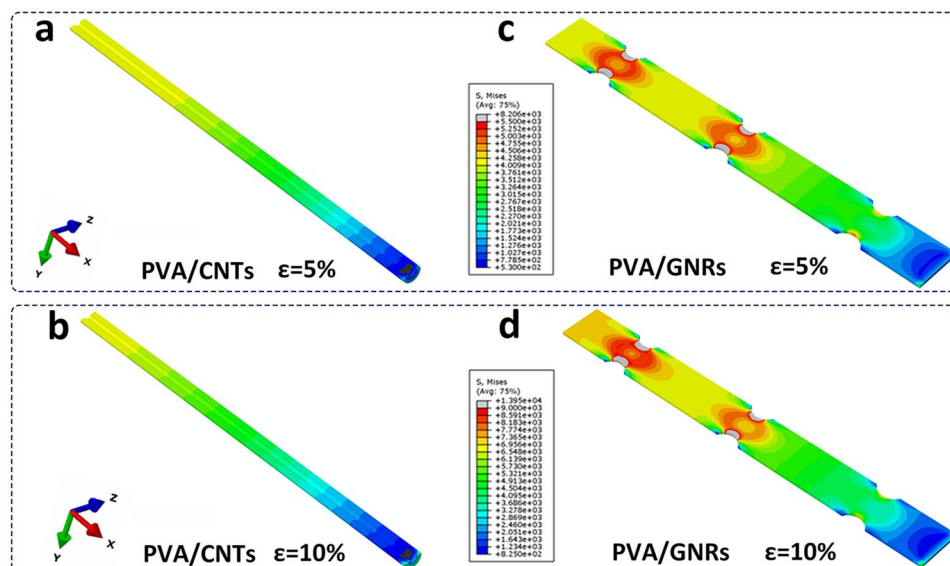 a
c
S, Mises
(Avg: 75%)
+8.206e+03
+5.500e+03
+5.252e+03
+5.003e+03
+4.755e+03
+4.506e+03
+4.258e+03
+4.009e+03
+3.761e+03
+3.512e+03
+3.264e+03
+3.015e+03
+2.767e+03
+2.518e+03
+2.270e+03
+2.021e+03
+1.773e+03
+1.524e+03
+1.276e+03
+1.027e+03
+7.785e+02
+5.300e+02
Z
X
Y
PVA/CNTs ε=5%
PVA/GNRs ε=5%
b
d
S, Mises
(Avg: 75%)
+1.395e+04
+9.000e+03
+8.591e+03
+8.183e+03
+7.774e+03
+7.365e+03
+6.956e+03
+6.548e+03
+6.139e+03
+5.730e+03
+5.321e+03
+4.913e+03
+4.504e+03
+4.095e+03
+3.686e+03
+3.278e+03
+2.869e+03
+2.460e+03
+2.051e+03
+1.643e+03
+1.234e+03
+8.250e+02
Z
X
Y
PVA/CNTs ε=10%
PVA/GNRs ε=10%